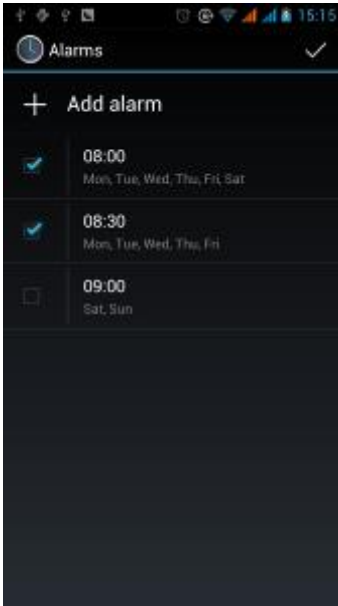 15:15
Alarms
Add alarm
08:00
Mon, Tue, Wed, Thu, Fri, Sat
08:30
Mon, Tue, Wed, Thu, Fri
09:00
Sat, Sun